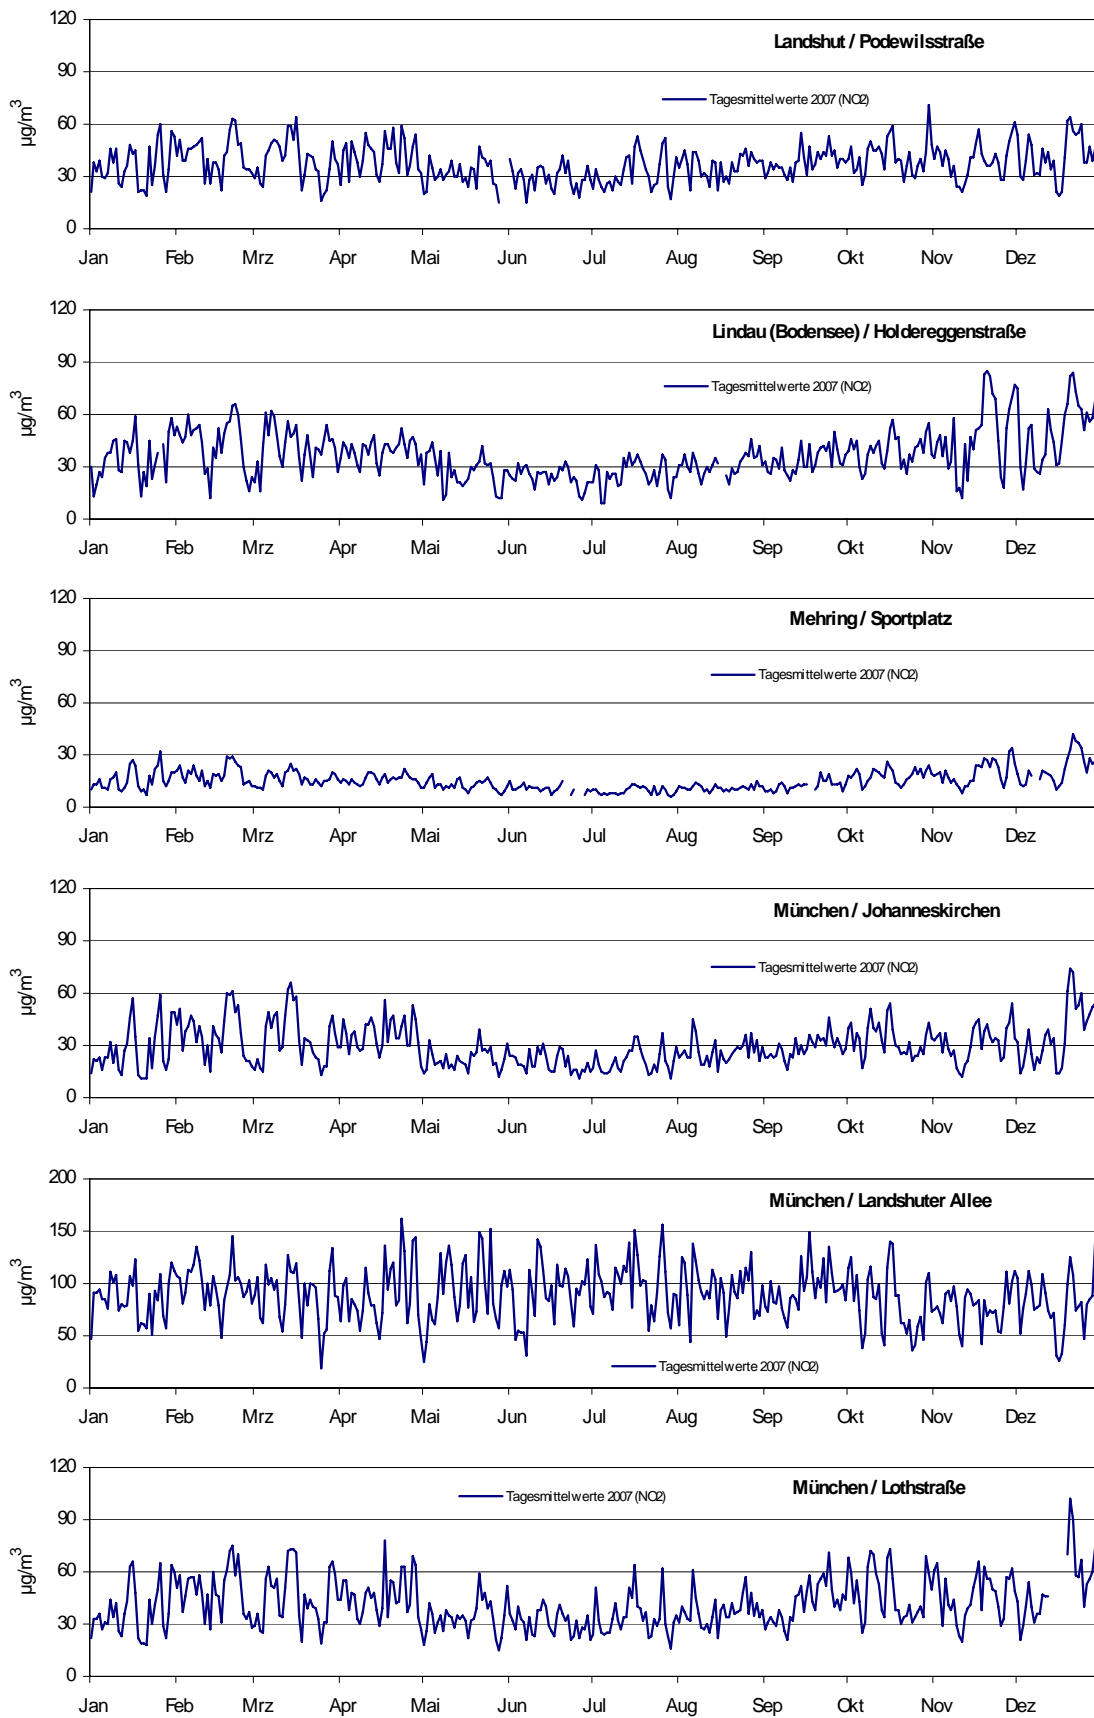 Landshut / Podewilsstraße
Tagesmittelwerte 2007 (NO2)
µg/m³
120
90
60
30
0
Jan Feb Mrz Apr Mai Jun Jul Aug Sep Okt Nov Dez
Lindau (Bodensee) / Holdereggenstraße
Tagesmittelwerte 2007 (NO2)
µg/m³
120
90
60
30
0
Jan Feb Mrz Apr Mai Jun Jul Aug Sep Okt Nov Dez
Mehring / Sportplatz
Tagesmittelwerte 2007 (NO2)
µg/m³
120
90
60
30
0
Jan Feb Mrz Apr Mai Jun Jul Aug Sep Okt Nov Dez
München / Johanneskirchen
Tagesmittelwerte 2007 (NO2)
µg/m³
120
90
60
30
0
Jan Feb Mrz Apr Mai Jun Jul Aug Sep Okt Nov Dez
München / Landshuter Allee
Tagesmittelwerte 2007 (NO2)
µg/m³
200
150
100
50
0
Jan Feb Mrz Apr Mai Jun Jul Aug Sep Okt Nov Dez
München / Lothstraße
Tagesmittelwerte 2007 (NO2)
µg/m³
120
90
60
30
0
Jan Feb Mrz Apr Mai Jun Jul Aug Sep Okt Nov Dez